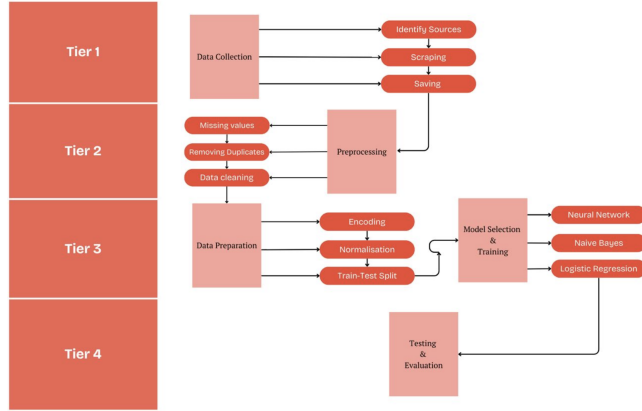 Tier 1
Data Collection
Identify Sources
Scraping
Saving
Tier 2
Missing values
Removing Duplicates
Data cleaning
Preprocessing
Tier 3
Data Preparation
Encoding
Normalisation
Train-Test Split
Model Selection
&
Training
Neural Network
Naive Bayes
Logistic Regression
Tier 4
Testing
&
Evaluation